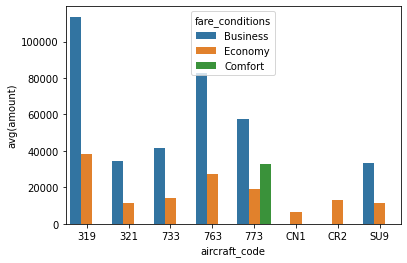 fare_conditions
Business
Economy
Comfort
100000
80000
60000
40000
20000
0
avg(amount)
319 321 733 763 773 CN1 CR2 SU9
aircraft_code